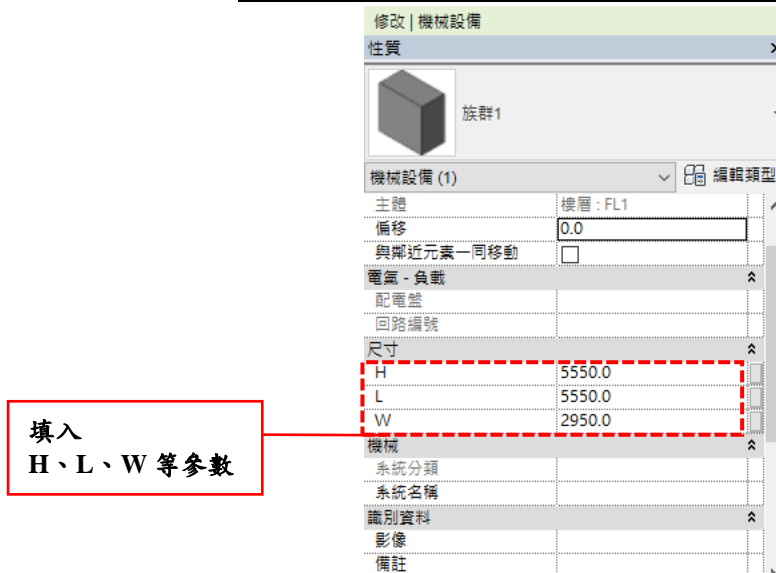 修改 | 機械設備
性質
族群1
機械設備 (1)
編輯類型
主體 樓層 : FL1
偏移 0.0
與鄰近元素一同移動
電氣 - 負載
配電盤
回路編號
尺寸
H 5550.0
L 5550.0
W 2950.0
機械
系統分類
系統名稱
識別資料
影像
備註
填入
H、L、W 等參數